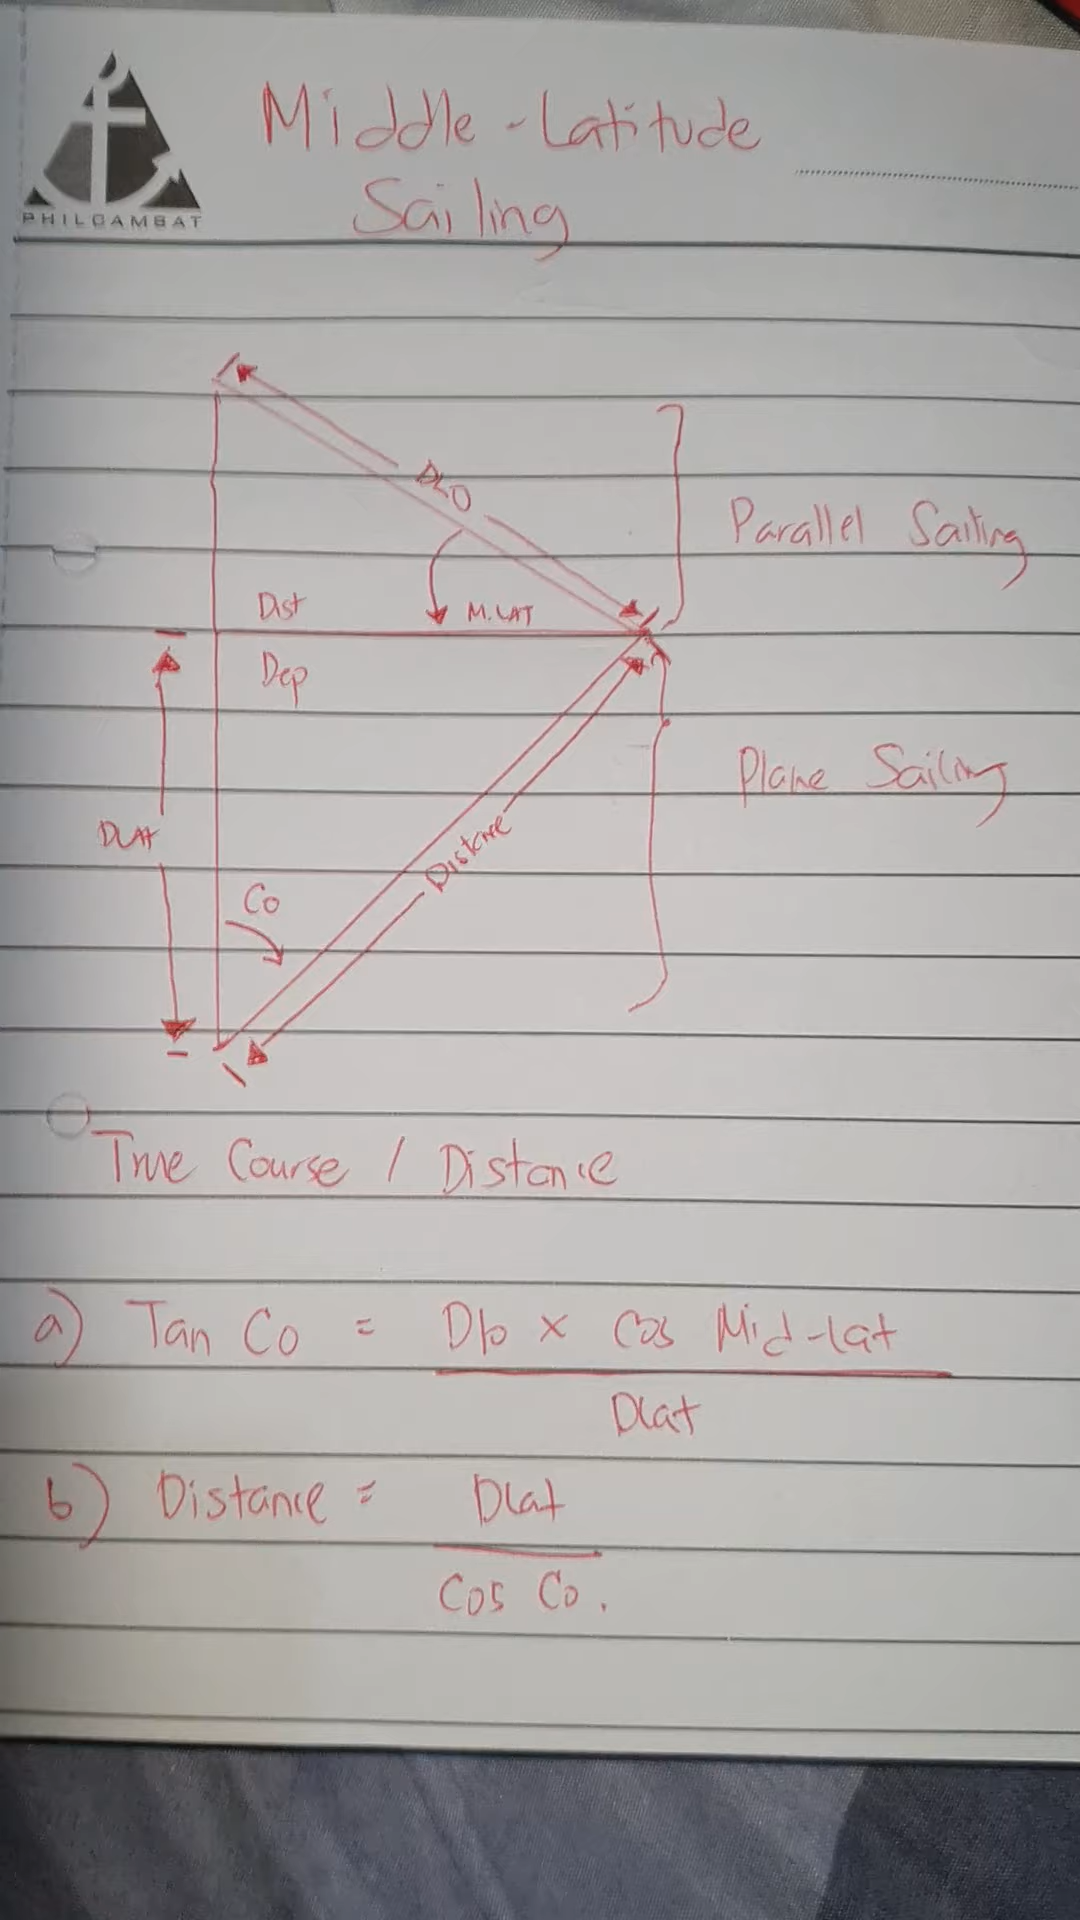 PHILCAMSAT
Middle-Latitude
Sailing
DLO
Parallel Sailing
Dist
M.LAT
Dep
Plane Sailing
DLAT
Distance
Co
True Course / Distance
a) Tan Co = Dlo x Cos Mid-lat
Dlat
b) Distance = Dlat
Cos Co.